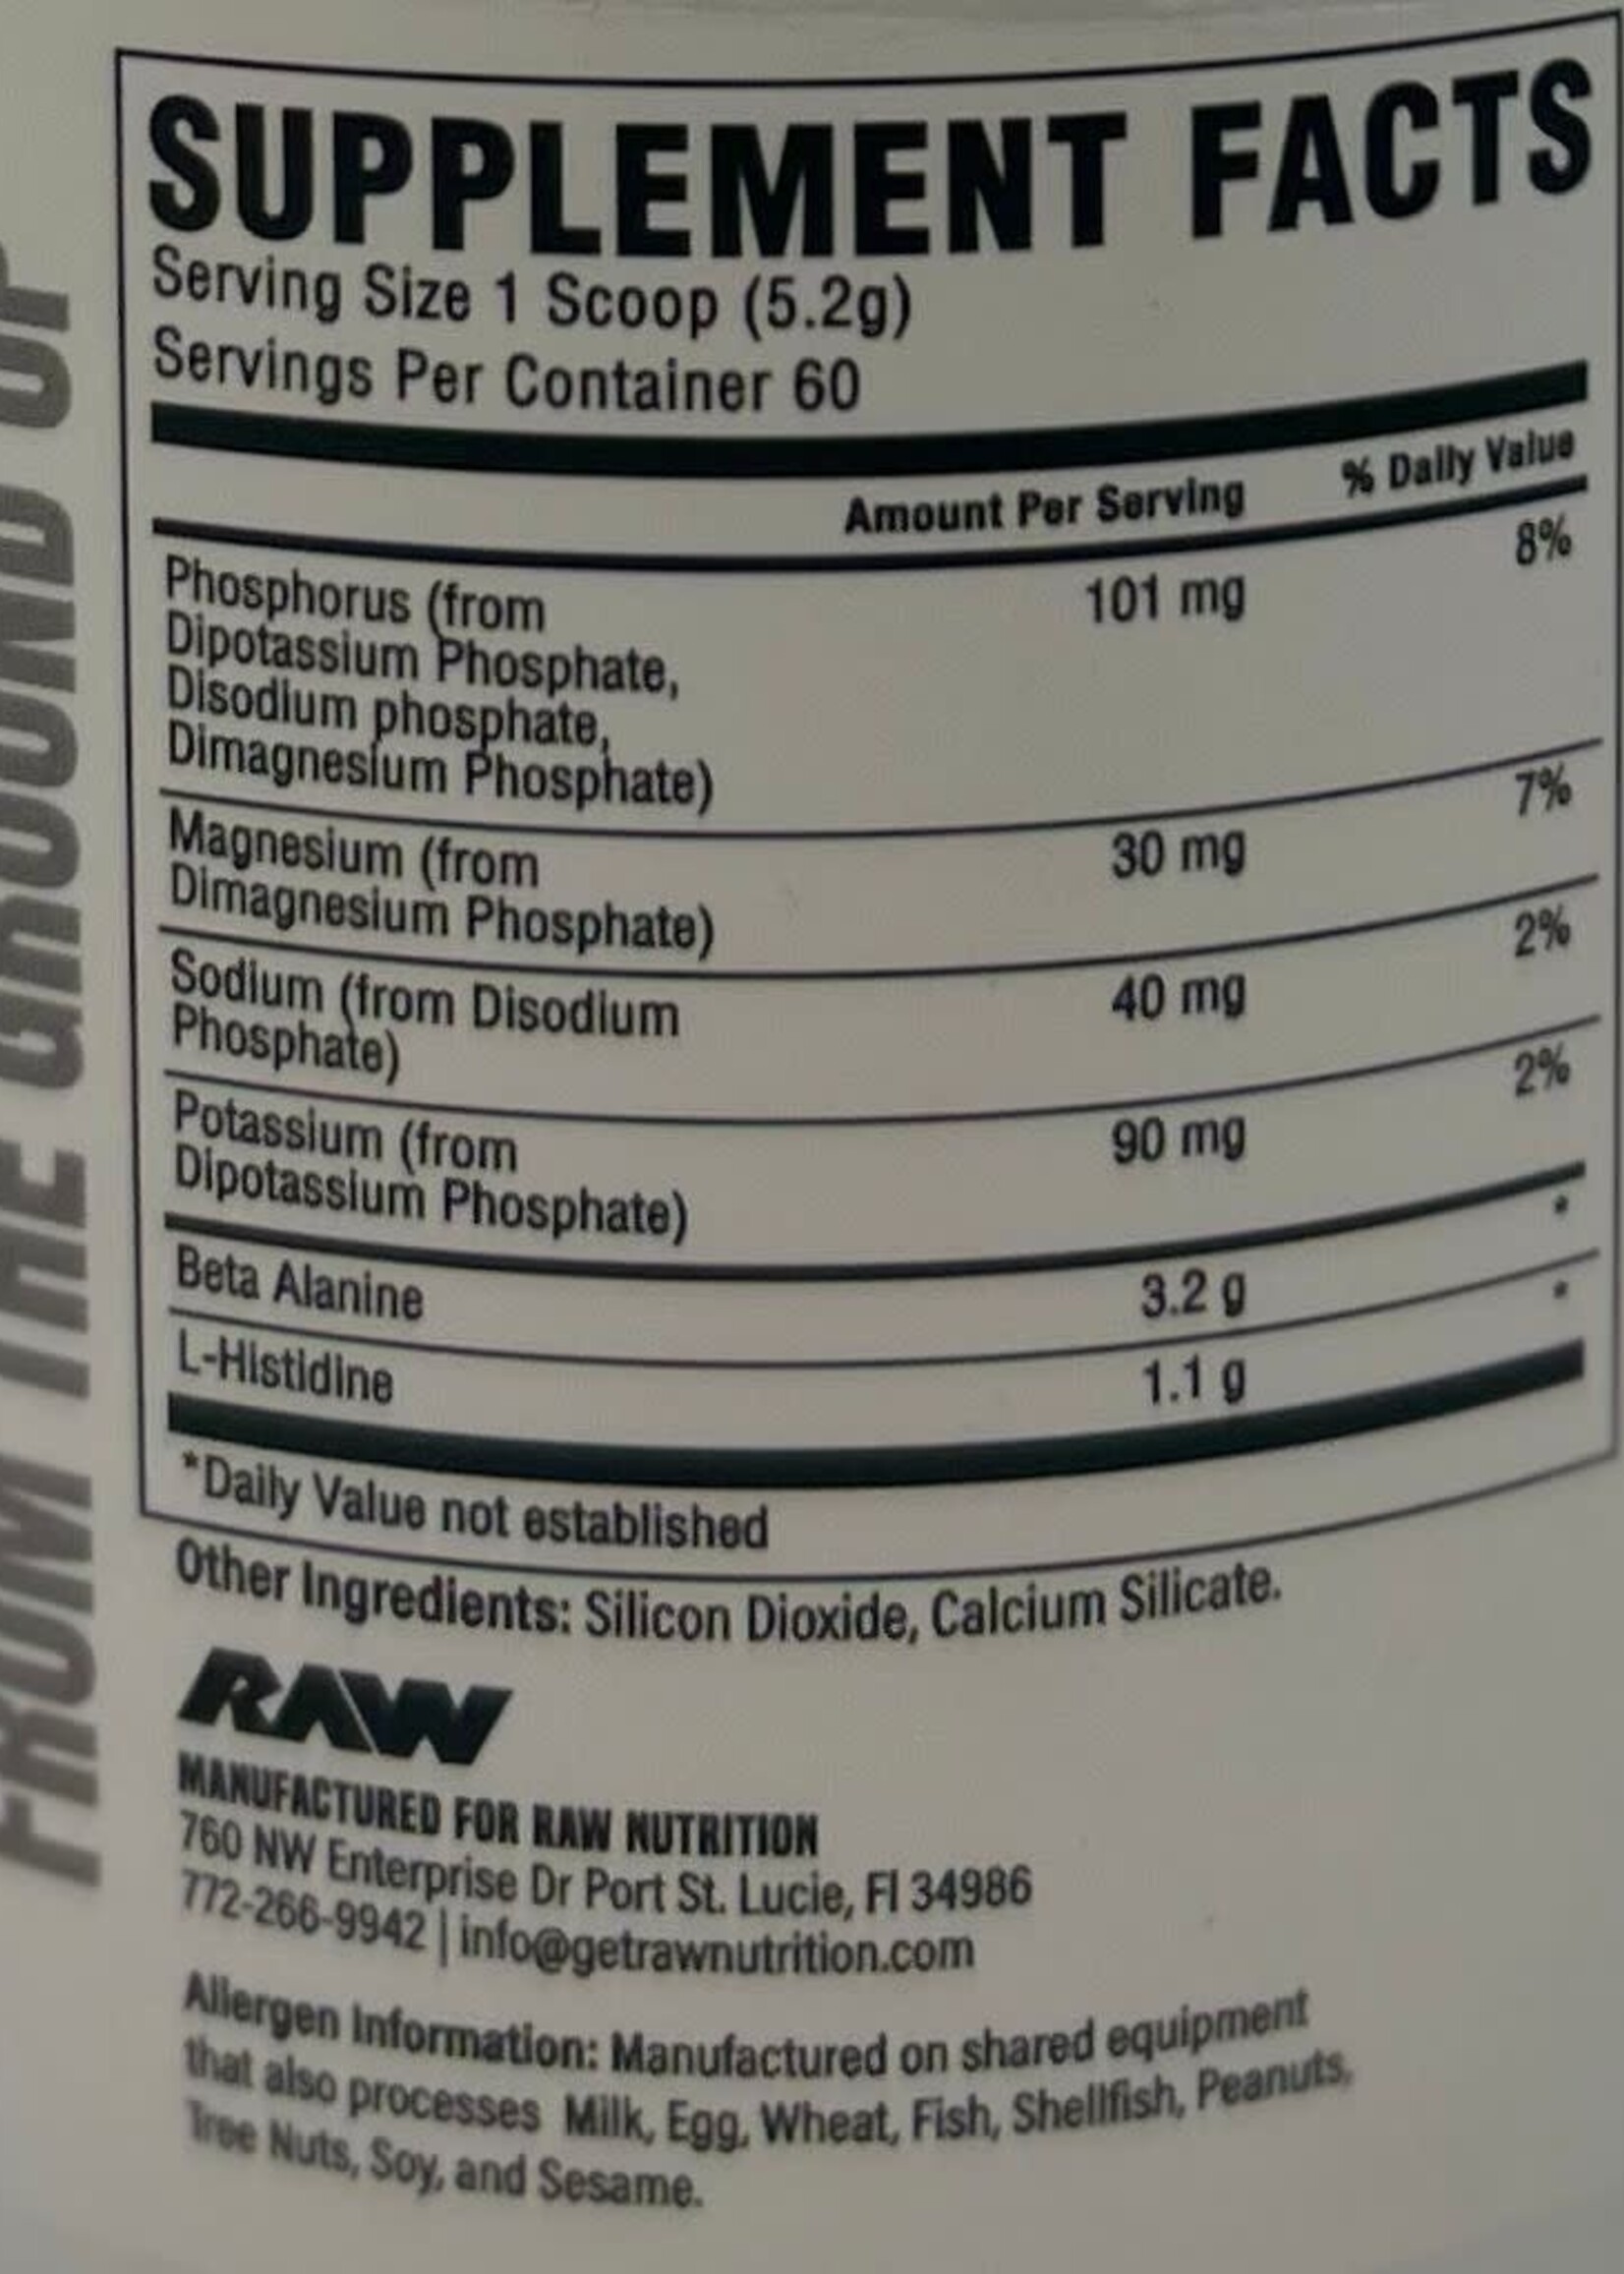 FROM THE GROUND UP
SUPPLEMENT FACTS
Serving Size 1 Scoop (5.2g)
Servings Per Container 60
Amount Per Serving % Daily Value
Phosphorus (from 101 mg 8%
Dipotassium Phosphate,
Disodium phosphate,
Dimagnesium Phosphate)
Magnesium (from 30 mg 7%
Dimagnesium Phosphate)
Sodium (from Disodium 40 mg 2%
Phosphate)
Potassium (from 90 mg 2%
Dipotassium Phosphate)
Beta Alanine 3.2 g *
L-Histidine 1.1 g *
*Daily Value not established
Other Ingredients: Silicon Dioxide, Calcium Silicate.
RAW
MANUFACTURED FOR RAW NUTRITION
760 NW Enterprise Dr Port St. Lucie, Fl 34986
772-266-9942 | info@getrawnutrition.com
Allergen Information: Manufactured on shared equipment
that also processes Milk, Egg, Wheat, Fish, Shellfish, Peanuts,
Tree Nuts, Soy, and Sesame.